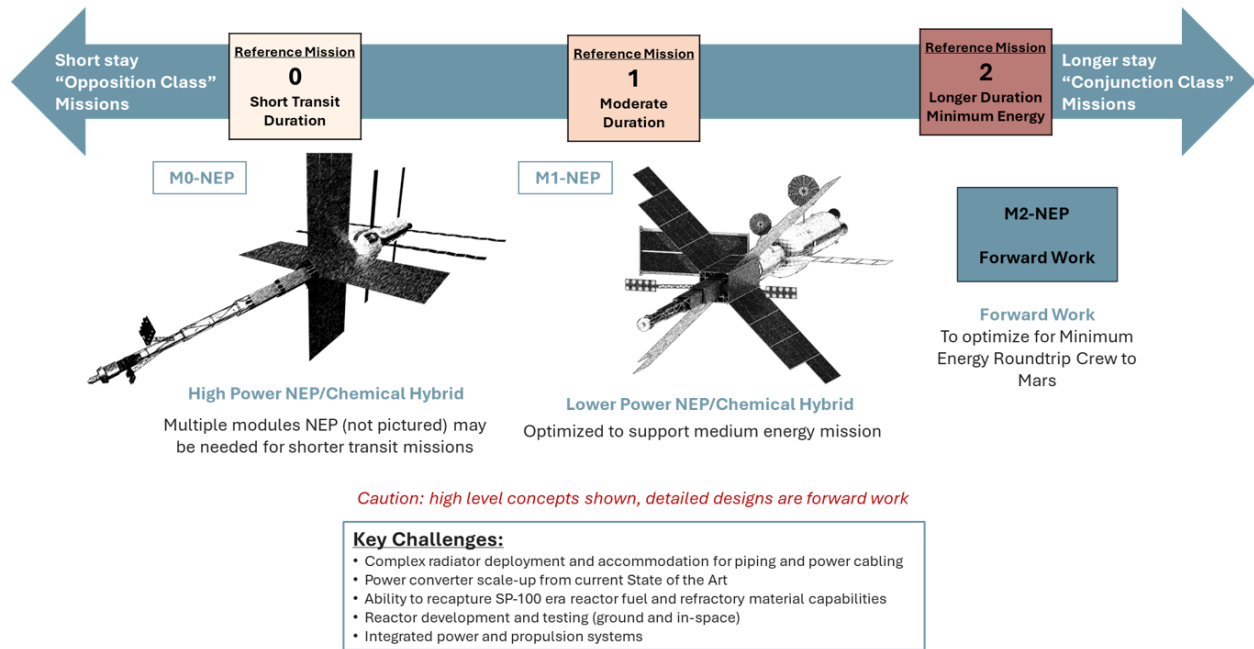 Short stay
“Opposition Class”
Missions
Reference Mission
0
Short Transit
Duration
Reference Mission
1
Moderate
Duration
Reference Mission
2
Longer Duration
Minimum Energy
Longer stay
“Conjunction Class”
Missions
M0-NEP
High Power NEP/Chemical Hybrid
Multiple modules NEP (not pictured) may
be needed for shorter transit missions
M1-NEP
Lower Power NEP/Chemical Hybrid
Optimized to support medium energy mission
M2-NEP
Forward Work
Forward Work
To optimize for Minimum
Energy Roundtrip Crew to
Mars
Caution: high level concepts shown, detailed designs are forward work
Key Challenges:
• Complex radiator deployment and accommodation for piping and power cabling
• Power converter scale-up from current State of the Art
• Ability to recapture SP-100 era reactor fuel and refractory material capabilities
• Reactor development and testing (ground and in-space)
• Integrated power and propulsion systems